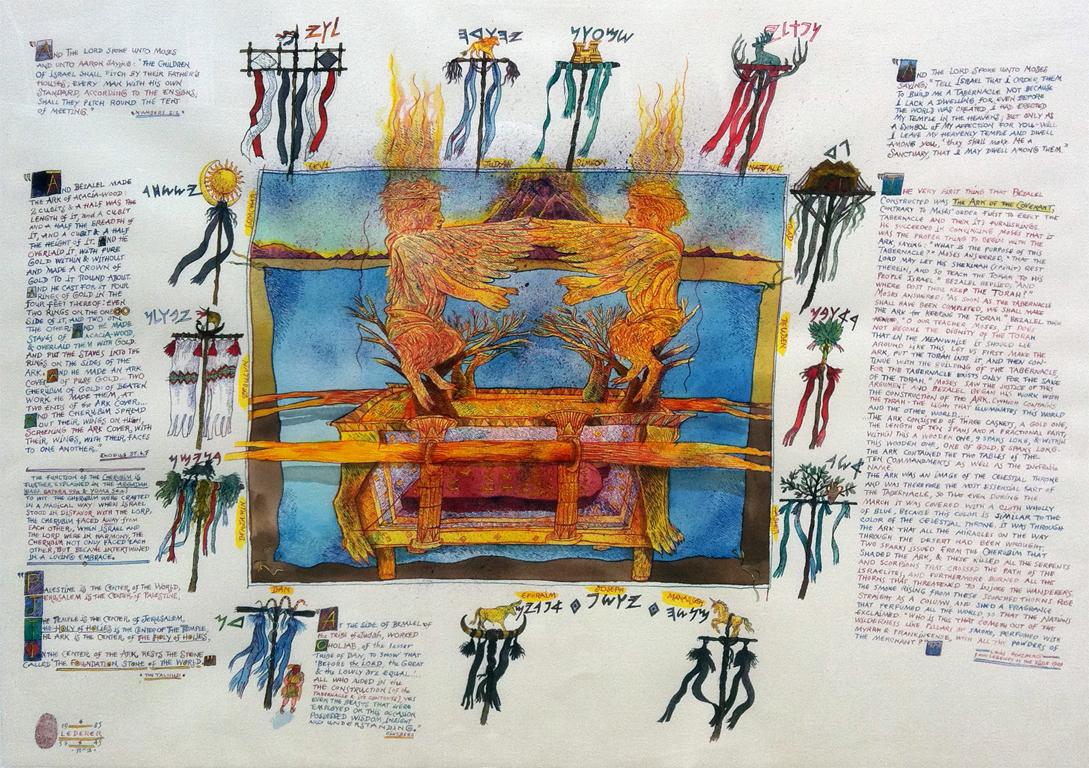 AND THE LORD SPOKE UNTO MOSES
AND UNTO AARON SAYING: "THE CHILDREN
OF ISRAEL SHALL PITCH BY THEIR FATHER'S
HOUSES; EVERY MAN WITH HIS OWN
STANDARD ACCORDING TO THE ENSIGNS,
SHALL THEY PITCH ROUND THE TENT
OF MEETING."
NUMBERS 2:2
AND BEZALEL MADE
THE ARK OF ACACIA-WOOD:
2 CUBITS & A HALF WAS THE
LENGTH OF IT, AND A CUBIT
AND A HALF THE BREADTH OF
IT, AND A CUBIT & A HALF
THE HEIGHT OF IT. AND HE
OVERLAID IT WITH PURE
GOLD WITHIN & WITHOUT
AND MADE A CROWN OF
GOLD TO IT ROUND ABOUT.
AND HE CAST FOR IT FOUR
RINGS OF GOLD IN THE
FOUR FEET THEREOF: EVEN
TWO RINGS ON THE ONE
SIDE OF IT, AND TWO ON
THE OTHER. AND HE MADE
STAVES OF ACACIA-WOOD,
& OVERLAID THEM WITH GOLD.
AND PUT THE STAVES INTO THE
RINGS ON THE SIDES OF THE
ARK. AND HE MADE AN ARK
COVER OF PURE GOLD... TWO
CHERUBIM OF GOLD: OF BEATEN
WORK HE MADE THEM, AT
TWO ENDS OF THE ARK COVER...
AND THE CHERUBIM SPREAD
OUT THEIR WINGS ON HIGH,
SCREENING THE ARK COVER, WITH
THEIR WINGS, WITH THEIR FACES
TO ONE ANOTHER.
EXODUS 37:1-9
THE FUNCTION OF THE CHERUBIM IS
FURTHER EXPLAINED IN THE AGGADAH
BABA BATHRA 99a & YOMA 54a
TO WIT: THE CHERUBIM WERE CRAFTED
IN A MAGICAL WAY. WHEN ISRAEL
STOOD IN DISFAVOR WITH THE LORD,
THE CHERUBIM FACED AWAY FROM
EACH OTHER, WHEN ISRAEL AND
THE LORD WERE IN HARMONY, THE
CHERUBIM NOT ONLY FACED EACH
OTHER, BUT BECAME INTERTWINED
IN A LOVING EMBRACE.
PALESTINE IS THE CENTER OF THE WORLD,
JERUSALEM IS THE CENTER OF PALESTINE,
THE TEMPLE IS THE CENTER OF JERUSALEM,
THE HOLY OF HOLIES IS THE CENTER OF THE TEMPLE,
THE ARK IS THE CENTER OF THE HOLY OF HOLIES,
IN THE CENTER OF THE ARK, RESTS THE STONE
CALLED "THE FOUNDATION STONE OF THE WORLD."
THE TALMUD
LEDERER
LEVI
JUDAH
SIMEON
NAFTALI
BENJAMIN
DAN
AT THE SIDE OF BEZALEL OF
THE TRIBE OF JUDAH, WORKED
OHOLIAB, OF THE LESSER
TRIBE OF DAN, TO SHOW THAT
"BEFORE THE LORD, THE GREAT
& THE LOWLY ARE EQUAL"...
ALL WHO AIDED IN THE
CONSTRUCTION (OF THE
TABERNACLE & ITS CONTENTS), YES
EVEN THE BEASTS THAT WERE
EMPLOYED ON THIS OCCASION
POSSESSED WISDOM, INSIGHT
AND UNDERSTANDING."
GINZBERG
EPHRAIM
JOSEPH
MANASSEH
AND THE LORD SPOKE UNTO MOSES
SAYING: "TELL ISRAEL THAT I ORDER THEM
TO BUILD ME A TABERNACLE NOT BECAUSE
I LACK A DWELLING, FOR EVEN BEFORE
THE WORLD WAS CREATED, I HAD ERECTED
MY TEMPLE IN THE HEAVENS; BUT ONLY AS
A SYMBOL OF MY AFFECTION FOR YOU—WILL
I LEAVE MY HEAVENLY TEMPLE AND DWELL
AMONG YOU, "THEY SHALL MAKE ME A
SANCTUARY, THAT I MAY DWELL AMONG THEM."
THE VERY FIRST THING THAT BEZALEL
CONSTRUCTED WAS THE ARK OF THE COVENANT,
CONTRARY TO MOSES' ORDER FIRST TO ERECT THE
TABERNACLE AND THEN ITS FURNISHINGS.
HE SUCCEEDED IN CONVINCING MOSES THAT IT
WAS THE PROPER THING TO BEGIN WITH THE
ARK SAYING: "WHAT IS THE PURPOSE OF THIS
TABERNACLE?" MOSES ANSWERED, "THAT THE
LORD MAY LET HIS SHEKINAH (SPIRIT) REST
THEREIN, AND SO TEACH THE TORAH TO HIS
PEOPLE ISRAEL." BEZALEL REPLIED, "AND
WHERE DOST THOU KEEP THE TORAH?"
MOSES ANSWERED, "AS SOON AS THE TABERNACLE
SHALL HAVE BEEN COMPLETED, WE SHALL MAKE
THE ARK FOR KEEPING THE TORAH." BEZALEL THEN
"O OUR TEACHER MOSES, IT DOES
NOT BECOME THE DIGNITY OF THE TORAH
THAT IN THE MEANWHILE IT SHOULD LIE
AROUND LIKE THIS, LET US FIRST MAKE THE
ARK, PUT THE TORAH INTO IT, AND THEN CON-
TINUE WITH THE BUILDING OF THE TABERNACLE,
FOR THE TABERNACLE EXISTS ONLY FOR THE SAKE
OF THE TORAH." MOSES SAW THE JUSTICE OF THIS
ARGUMENT, AND BEZALEL BEGAN HIS WORK WITH
THE CONSTRUCTION OF THE ARK (WHICH CONTAINED
THE TORAH) THE LIGHT THAT ILLUMINATES THIS WORLD
AND THE OTHER WORLD...
THE ARK CONSISTED OF THREE CASKETS, A GOLD ONE,
THE LENGTH OF TEN SPANS AND A FRACTIONAL PART,
WITHIN THIS A WOODEN ONE, 9 SPANS LONG, & WITHIN
THIS WOODEN ONE, ONE OF GOLD, 8 SPANS LONG.
THE ARK CONTAINED THE TWO TABLES OF THE
TEN COMMANDMENTS AS WELL AS THE INEFFABLE
NAME.
THE ARK WAS AN IMAGE OF THE CELESTIAL THRONE
AND WAS THEREFORE THE MOST ESSENTIAL PART OF
THE TABERNACLE, SO THAT EVEN DURING THE
MARCH IT WAS COVERED WITH A CLOTH WHOLLY
OF BLUE, BECAUSE THIS COLOR IS SIMILAR TO THE
COLOR OF THE CELESTIAL THRONE. IT WAS THROUGH
THE ARK THAT ALL THE MIRACLES ON THE WAY
THROUGH THE DESERT HAD BEEN WROUGHT.
TWO SPARKS ISSUED FROM THE CHERUBIM THAT
SHADED THE ARK, & THESE KILLED ALL THE SERPENTS
AND SCORPIONS THAT CROSSED THE PATH OF THE
ISRAELITES, AND FURTHERMORE BURNED ALL THE
THORNS THAT THREATENED TO INJURE THE WANDERERS.
THE SMOKE RISING FROM THESE SCORCHED THORNS ROSE
STRAIGHT AS A COLUMN, AND SHED A FRAGRANCE
THAT PERFUMED ALL THE WORLD, SO THAT THE NATIONS
EXCLAIMED: "WHO IS THIS THAT COMETH OUT OF THE
WILDERNESS LIKE PILLARS OF SMOKE, PERFUMED WITH
MYRRH & FRANKINCENSE, WITH ALL THE POWDERS OF
THE MERCHANT?"
LOUIS GINZBERG